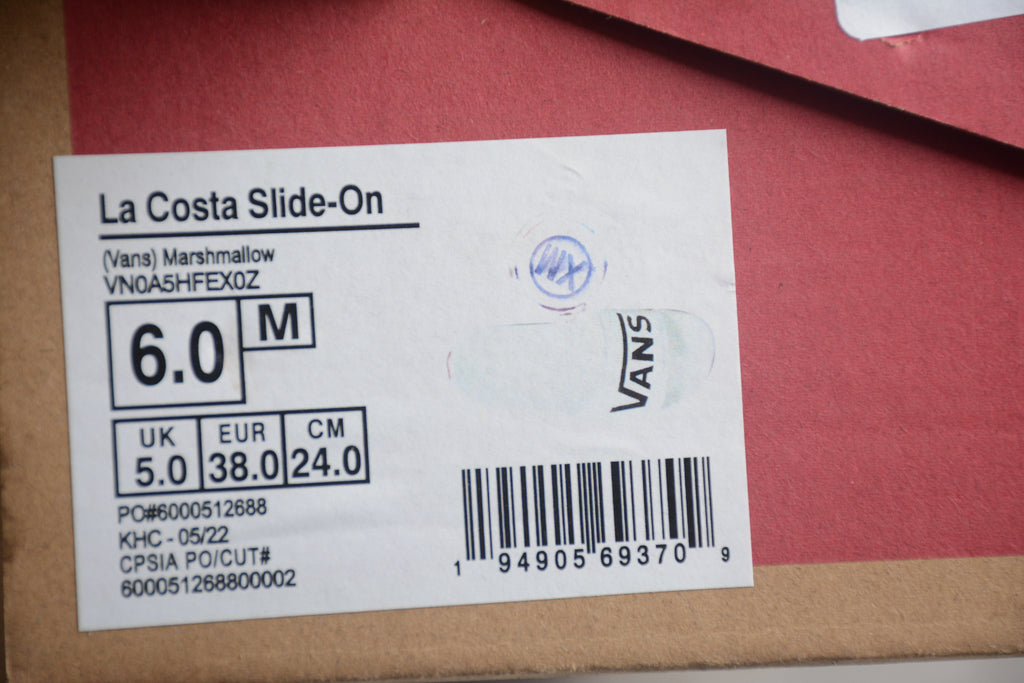 La Costa Slide-On
(Vans) Marshmallow
VN0A5HFEX0Z
6.0 M
UK EUR CM
5.0 38.0 24.0
PO#6000512688
KHC - 05/22
CPSIA PO/CUT#
600051268800002
VANS
1 94905 69370 9